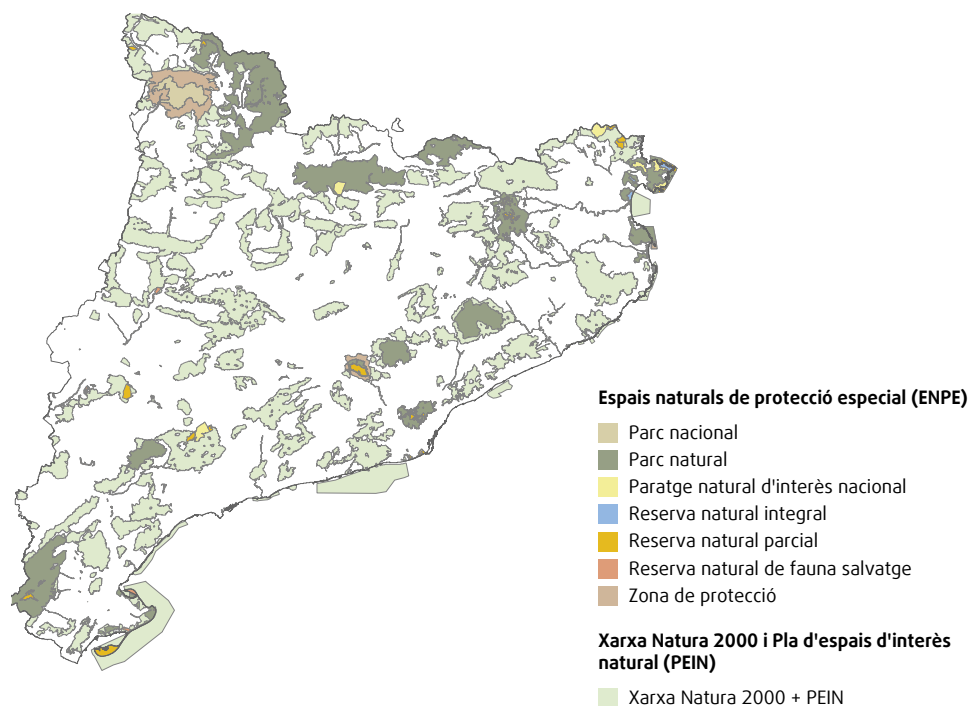 Espais naturals de protecció especial (ENPE)
Parc nacional
Parc natural
Paratge natural d'interès nacional
Reserva natural integral
Reserva natural parcial
Reserva natural de fauna salvatge
Zona de protecció
Xarxa Natura 2000 i Pla d'espais d'interès
natural (PEIN)
Xarxa Natura 2000 + PEIN